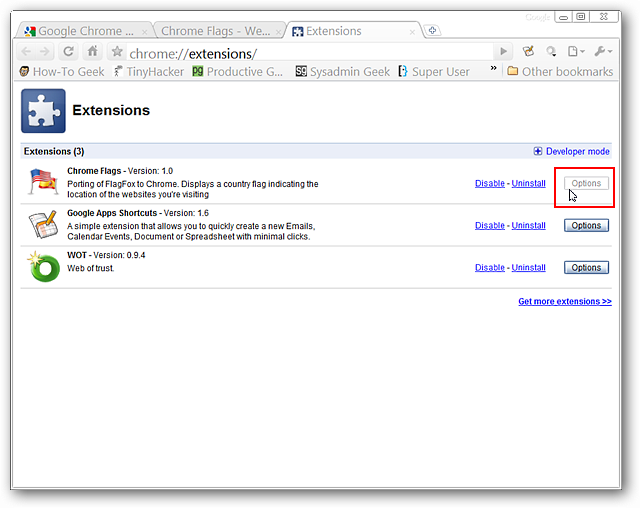 Google
Google Chrome ...
Chrome Flags - We...
Extensions
chrome://extensions/
How-To Geek
TinyHacker
pg
Productive G...
SG
Sysadmin Geek
Super User
»
Other bookmarks
Extensions
Extensions (3)
Developer mode
Chrome Flags - Version: 1.0
Porting of FlagFox to Chrome. Displays a country flag indicating the
location of the websites you're visiting
Disable - Uninstall
Options
Google Apps Shortcuts - Version: 1.6
A simple extension that allows you to quickly create a new Emails,
Calendar Events, Document or Spreadsheet with minimal clicks.
Disable - Uninstall
Options
WOT - Version: 0.9.4
Web of trust.
Disable - Uninstall
Options
Get more extensions >>